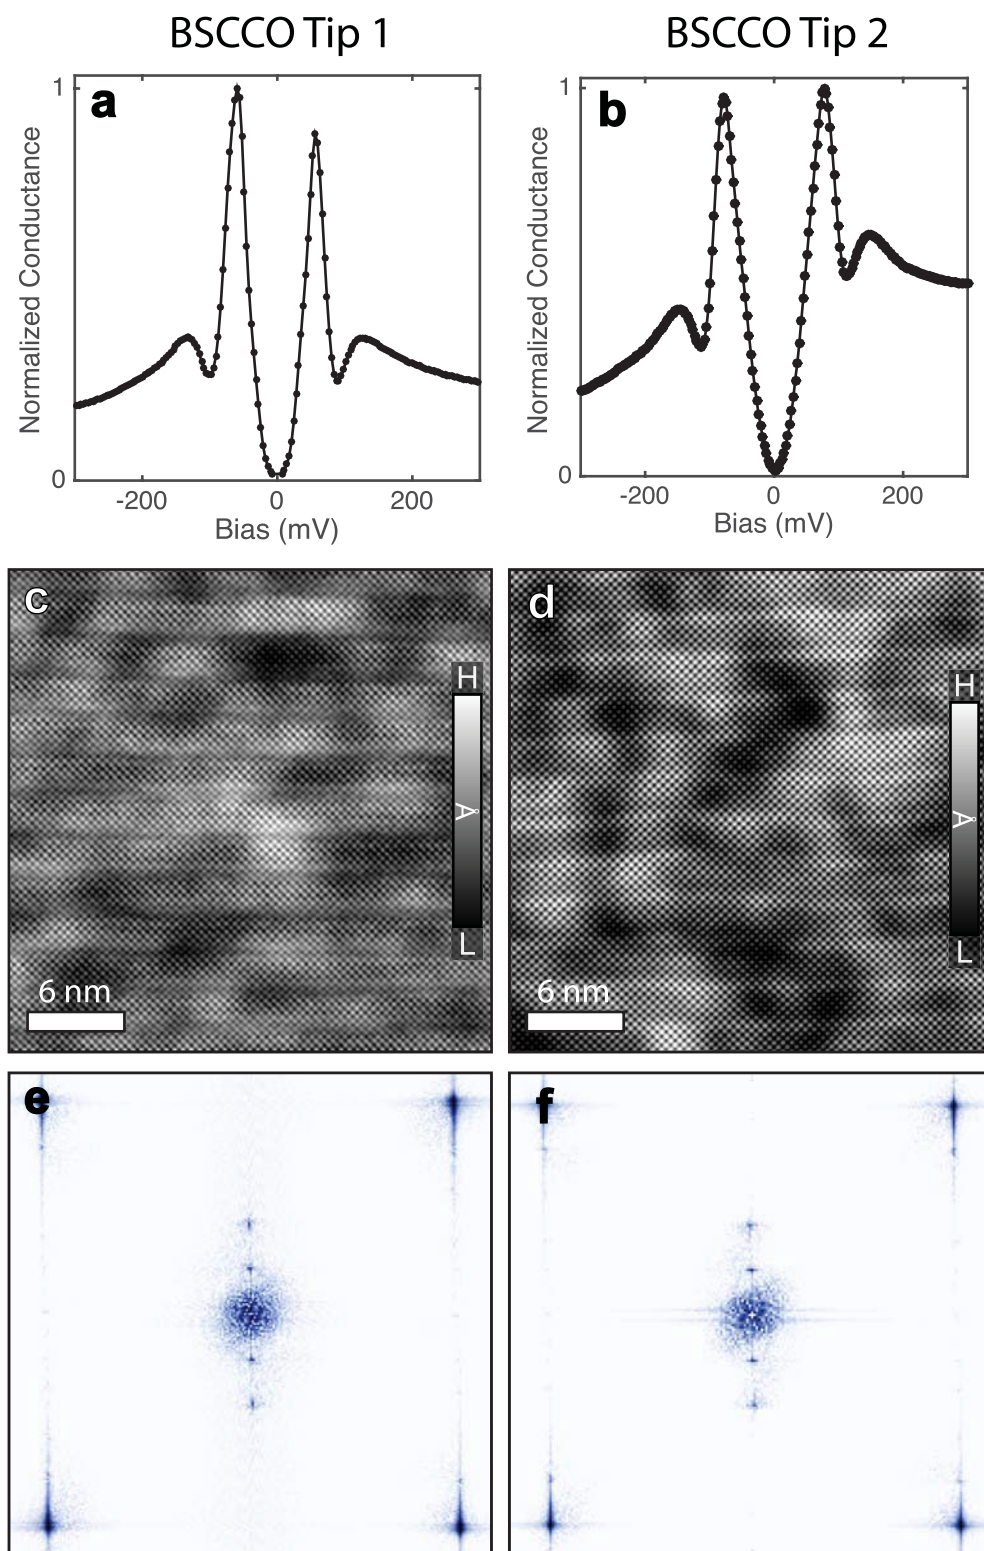 BSCCO Tip 1
BSCCO Tip 2
a
1
0
Normalized Conductance
-200
0
200
Bias (mV)
b
1
0
Normalized Conductance
-200
0
200
Bias (mV)
c
H
Å
L
6 nm
d
H
Å
L
6 nm
e
f